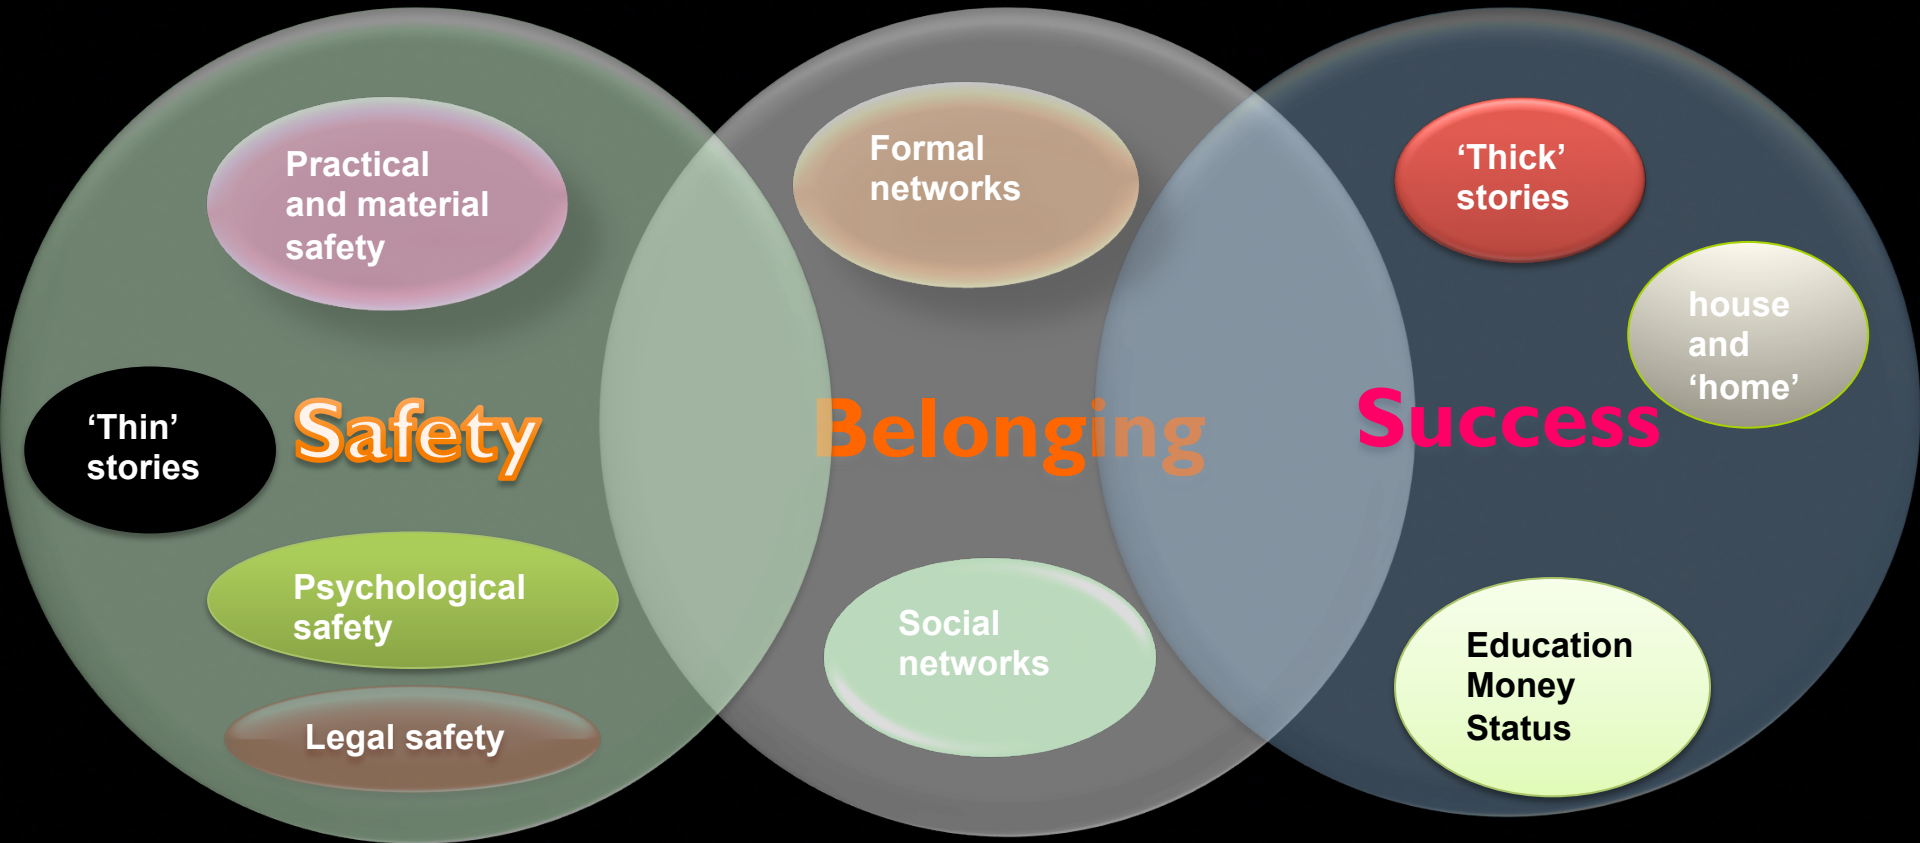 Practical
and material
safety
‘Thin’
stories
Safety
Psychological
safety
Legal safety
Formal
networks
Belonging
Social
networks
‘Thick’
stories
house
and
‘home’
Success
Education
Money
Status